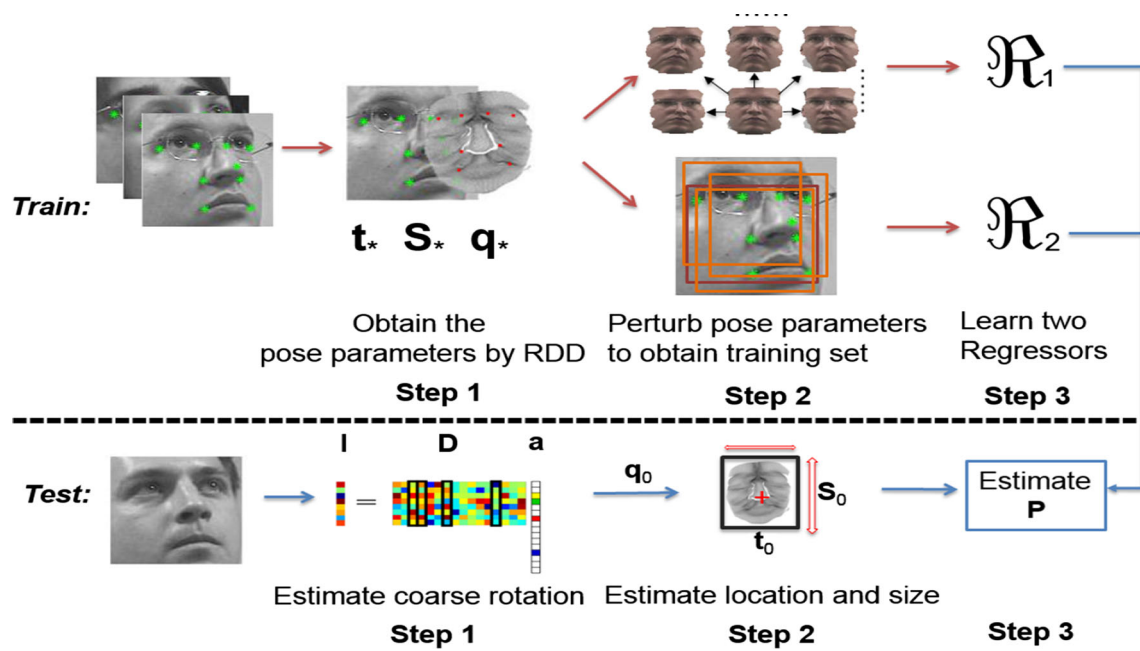 Train:
t* S* q*
ℜ1
ℜ2
Obtain the
pose parameters by RDD
Step 1
Perturb pose parameters
to obtain training set
Step 2
Learn two
Regressors
Step 3
Test:
I = D a
q0
S0
t0
Estimate
P
Estimate coarse rotation
Step 1
Estimate location and size
Step 2
Step 3